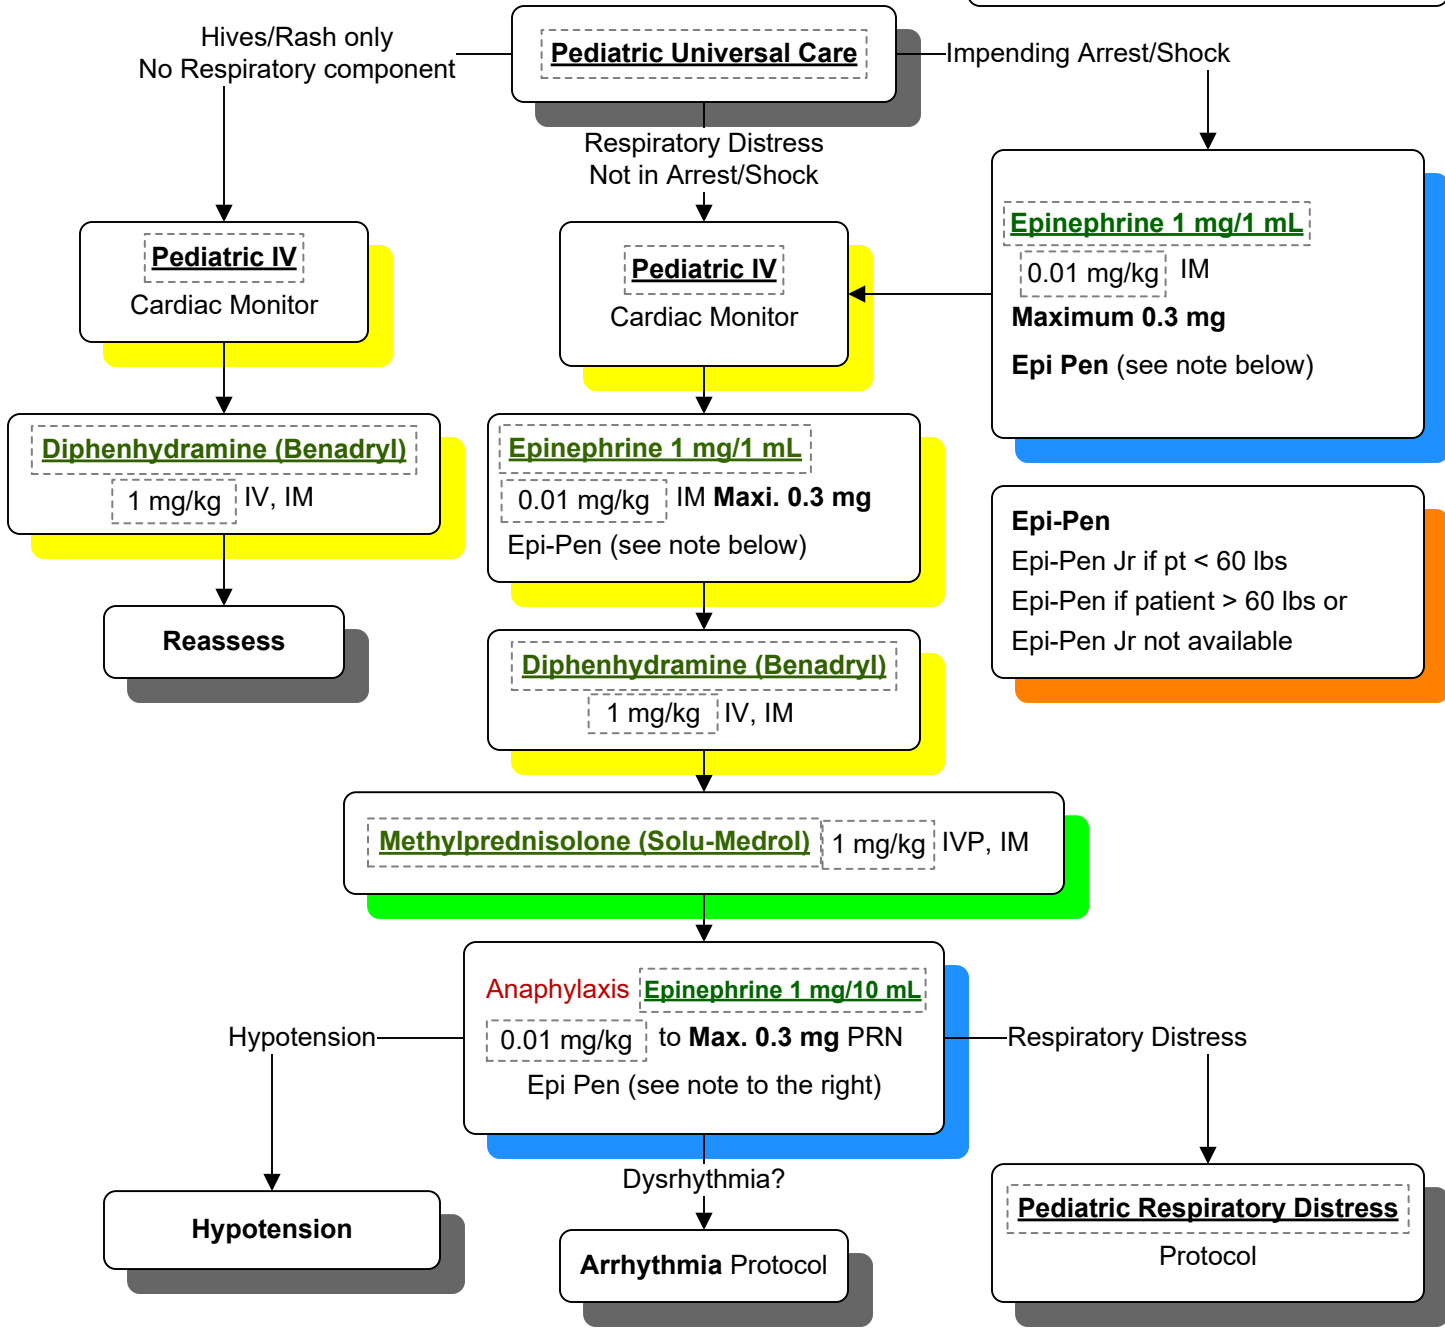 Hives/Rash only
No Respiratory component
Pediatric Universal Care
Impending Arrest/Shock
Respiratory Distress
Not in Arrest/Shock
Pediatric IV
Cardiac Monitor
Pediatric IV
Cardiac Monitor
Epinephrine 1 mg/1 mL
0.01 mg/kg IM
Maximum 0.3 mg
Epi Pen (see note below)
Diphenhydramine (Benadryl)
1 mg/kg IV, IM
Epinephrine 1 mg/1 mL
0.01 mg/kg IM Maxi. 0.3 mg
Epi-Pen (see note below)
Epi-Pen
Epi-Pen Jr if pt < 60 lbs
Epi-Pen if patient > 60 lbs or
Epi-Pen Jr not available
Reassess
Diphenhydramine (Benadryl)
1 mg/kg IV, IM
Methylprednisolone (Solu-Medrol) 1 mg/kg IVP, IM
Anaphylaxis Epinephrine 1 mg/10 mL
0.01 mg/kg to Max. 0.3 mg PRN
Epi Pen (see note to the right)
Hypotension
Respiratory Distress
Dysrhythmia?
Hypotension
Arrhythmia Protocol
Pediatric Respiratory Distress
Protocol